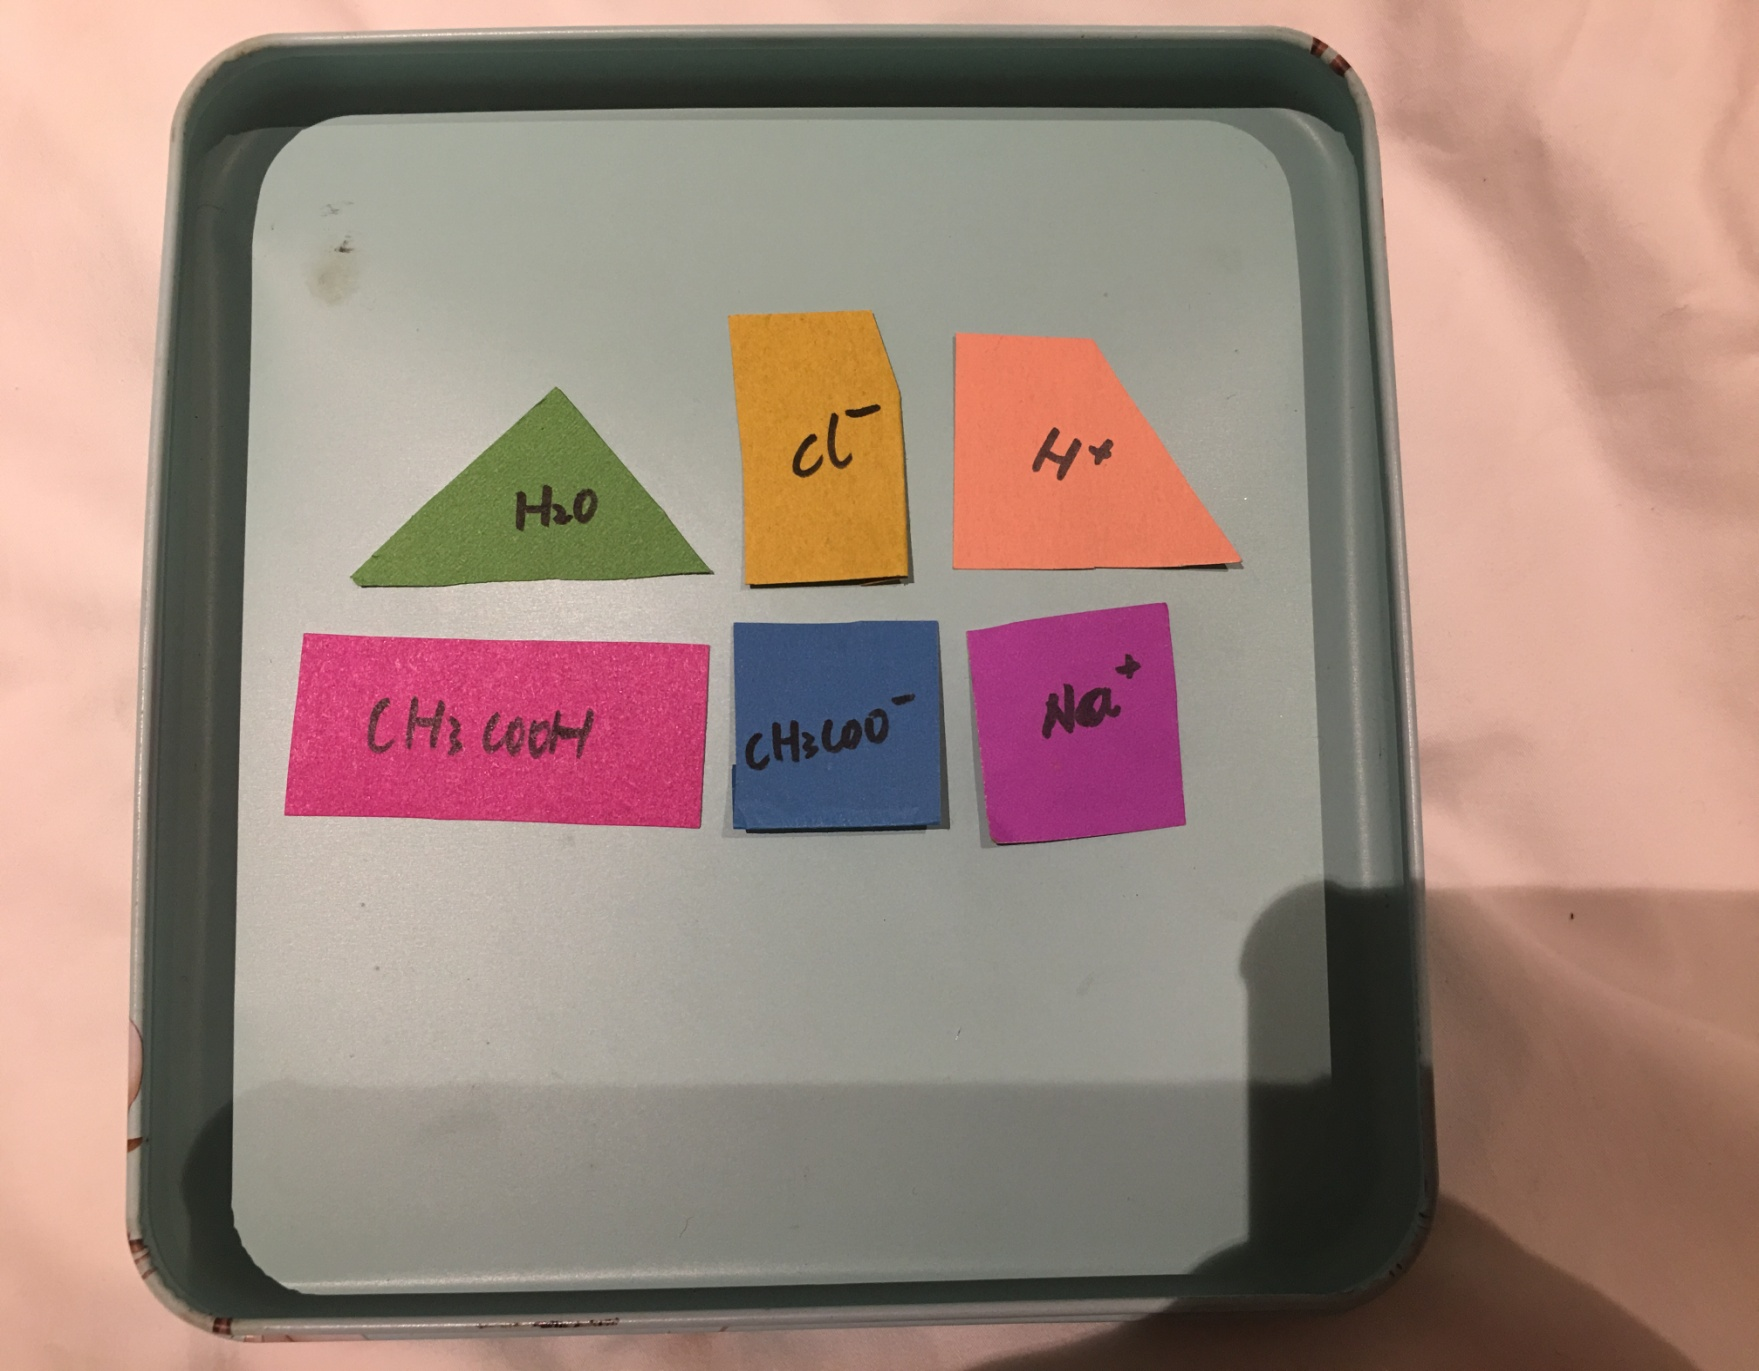 H2O
Cl-
H+
CH3COOH
CH3COO-
Na+